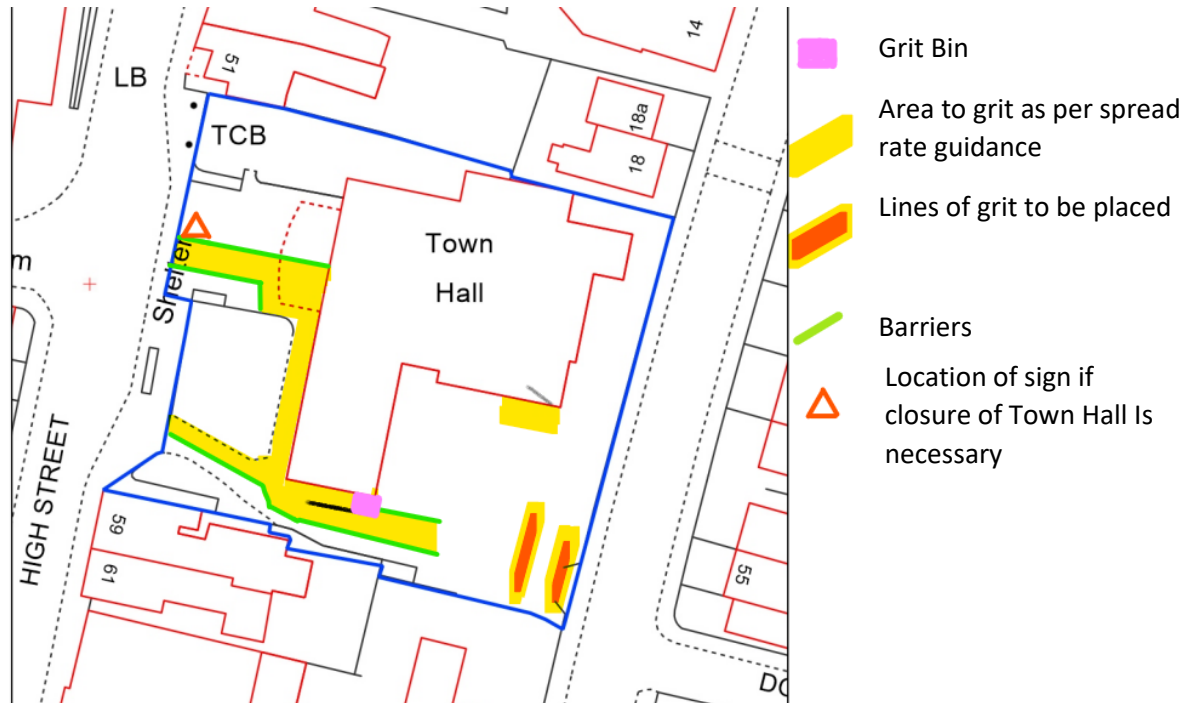 LB
51
TCB
14
18a
18
Town
Hall
m
Shelter
HIGH STREET
59
61
55
DO
Grit Bin
Area to grit as per spread
rate guidance
Lines of grit to be placed
Barriers
Location of sign if
closure of Town Hall Is
necessary